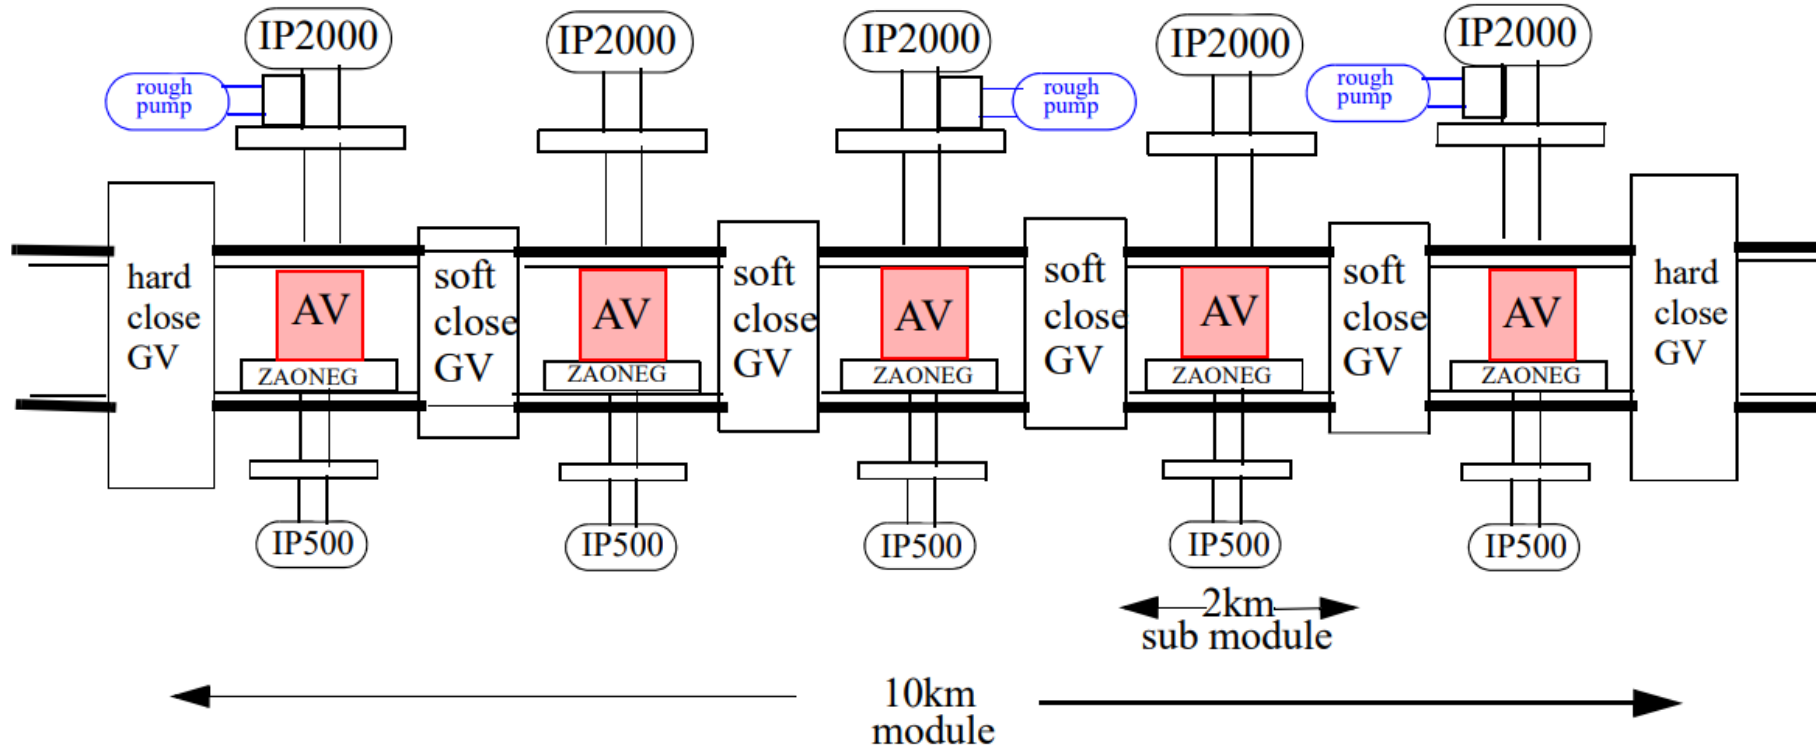 IP2000
IP2000
IP2000
IP2000
IP2000
rough
pump
rough
pump
rough
pump
hard
close
GV
AV
ZAONEG
soft
close
GV
AV
ZAONEG
soft
close
GV
AV
ZAONEG
soft
close
GV
AV
ZAONEG
soft
close
GV
AV
ZAONEG
hard
close
GV
IP500
IP500
IP500
IP500
IP500
2km
sub module
10km
module